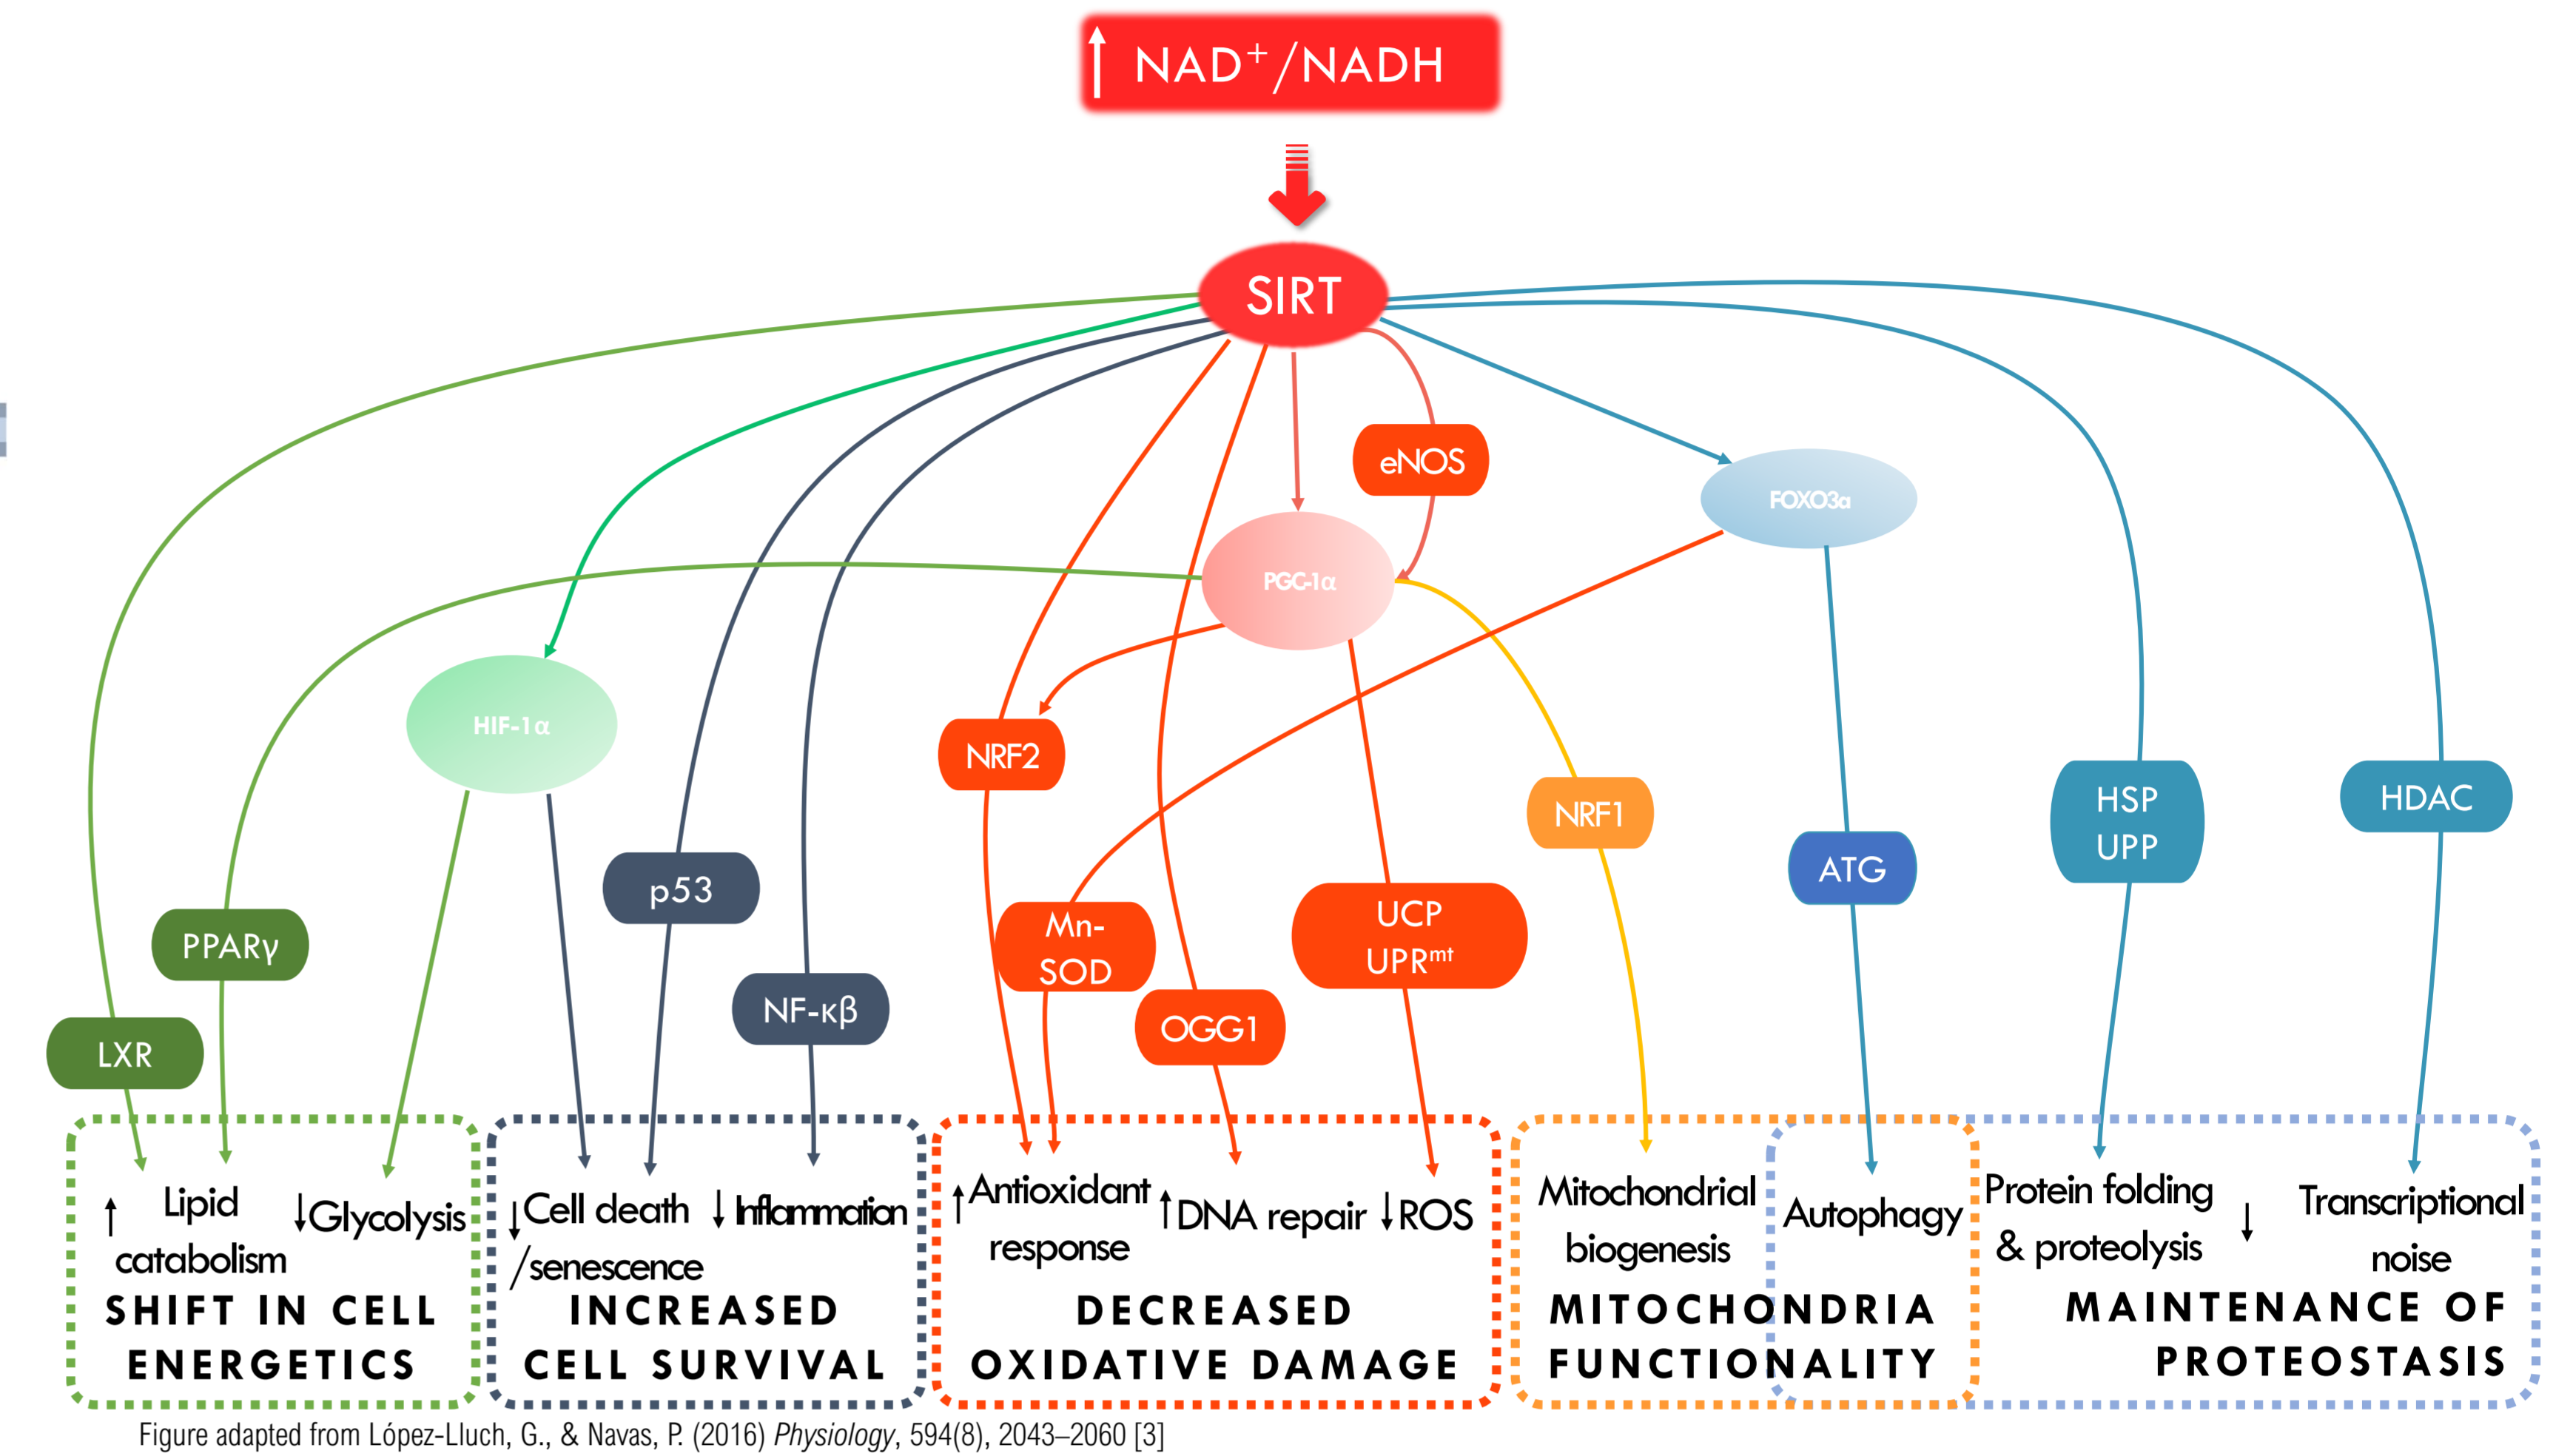 ↑ NAD⁺/NADH
SIRT
eNOS
FOXO3α
PGC-1α
HIF-1α
NRF2
NRF1
HSP
UPP
HDAC
ATG
p53
PPARγ
Mn-
SOD
UCP
UPRᵐᵗ
NF-κβ
OGG1
LXR
↑ Lipid
catabolism
↓Glycolysis
SHIFT IN CELL
ENERGETICS
↓Cell death
/senescence
↓ Inflammation
INCREASED
CELL SURVIVAL
↑Antioxidant
response
↑DNA repair
↓ROS
DECREASED
OXIDATIVE DAMAGE
Mitochondrial
biogenesis
Autophagy
MITOCHONDRIA
FUNCTIONALITY
Protein folding
& proteolysis
↓ Transcriptional
noise
MAINTENANCE OF
PROTEOSTASIS
Figure adapted from López-Lluch, G., & Navas, P. (2016) Physiology, 594(8), 2043–2060 [3]